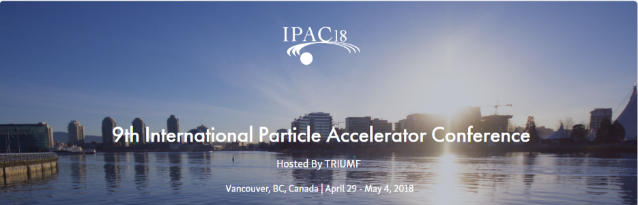 IPAC18
9th International Particle Accelerator Conference
Hosted By TRIUMF
Vancouver, BC, Canada | April 29 - May 4, 2018